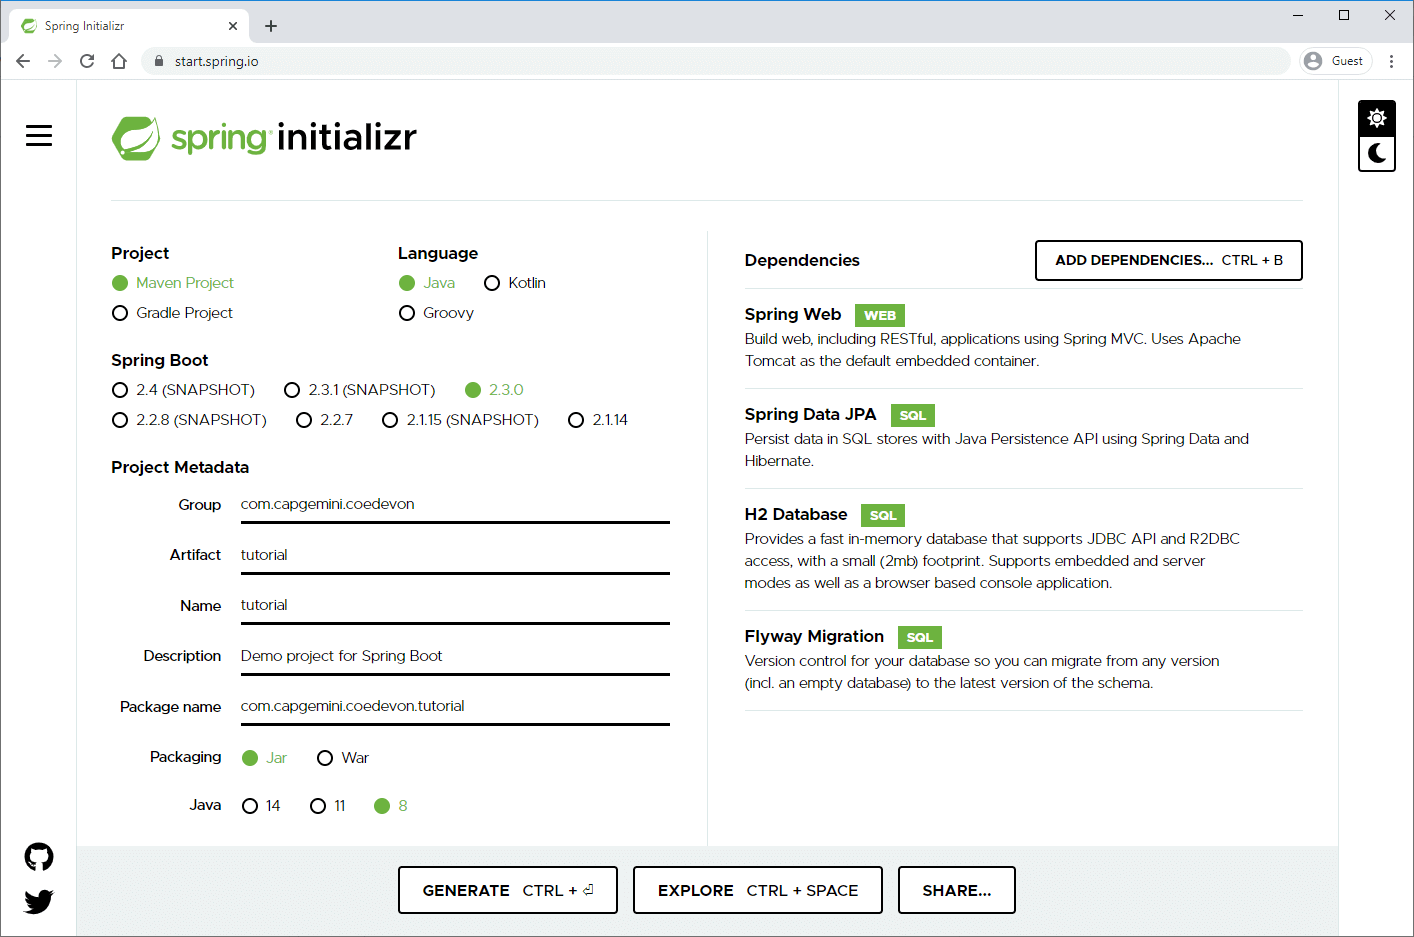 Spring Initializr
start.spring.io
Guest
spring initializr
Project
Maven Project
Gradle Project
Language
Java Kotlin
Groovy
Spring Boot
2.4 (SNAPSHOT) 2.3.1 (SNAPSHOT) 2.3.0
2.2.8 (SNAPSHOT) 2.2.7 2.1.15 (SNAPSHOT) 2.1.14
Project Metadata
Group com.capgemini.coedevon
Artifact tutorial
Name tutorial
Description Demo project for Spring Boot
Package name com.capgemini.coedevon.tutorial
Packaging Jar War
Java 14 11 8
Dependencies
ADD DEPENDENCIES... CTRL + B
Spring Web WEB
Build web, including RESTful, applications using Spring MVC. Uses Apache
Tomcat as the default embedded container.
Spring Data JPA SQL
Persist data in SQL stores with Java Persistence API using Spring Data and
Hibernate.
H2 Database SQL
Provides a fast in-memory database that supports JDBC API and R2DBC
access, with a small (2mb) footprint. Supports embedded and server
modes as well as a browser based console application.
Flyway Migration SQL
Version control for your database so you can migrate from any version
(incl. an empty database) to the latest version of the schema.
GENERATE CTRL + ⏎
EXPLORE CTRL + SPACE
SHARE...